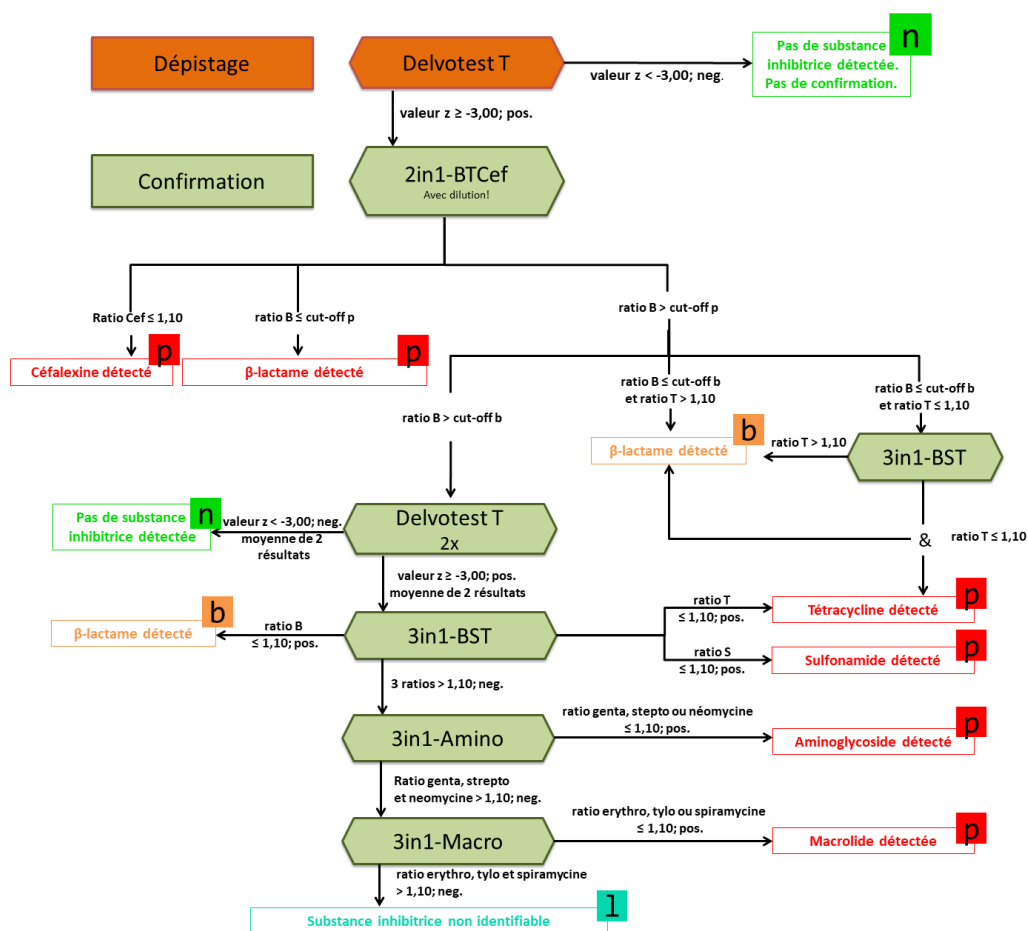 Dépistage
Delvotest T
valeur z < -3,00; neg.
Pas de substance
inhibitrice détectée.
Pas de confirmation.
n
valeur z ≥ -3,00; pos.
Confirmation
2in1-BTCef
Avec dilution!
Ratio Cef ≤ 1,10
ratio B ≤ cut-off p
ratio B > cut-off p
Céfalexine détecté
p
β-lactame détecté
p
ratio B > cut-off b
ratio B ≤ cut-off b
et ratio T > 1,10
ratio B ≤ cut-off b
et ratio T ≤ 1,10
β-lactame détecté
b
ratio T > 1,10
3in1-BST
&
ratio T ≤ 1,10
Pas de substance
inhibitrice détectée
n
valeur z < -3,00; neg.
moyenne de 2
résultats
Delvotest T
2x
valeur z ≥ -3,00; pos.
moyenne de 2 résultats
β-lactame détecté
b
ratio B
≤ 1,10; pos.
3in1-BST
ratio T
≤ 1,10; pos.
Tétracycline détecté
p
ratio S
≤ 1,10; pos.
Sulfonamide détecté
p
3 ratios > 1,10; neg.
3in1-Amino
ratio genta, stepto ou néomycine
≤ 1,10; pos.
Aminoglycoside détecté
p
Ratio genta, strepto
et neomycine > 1,10; neg.
3in1-Macro
ratio erythro, tylo ou spiramycine
≤ 1,10; pos.
Macrolide détectée
p
ratio erythro, tylo et spiramycine
> 1,10; neg.
Substance inhibitrice non identifiable
l